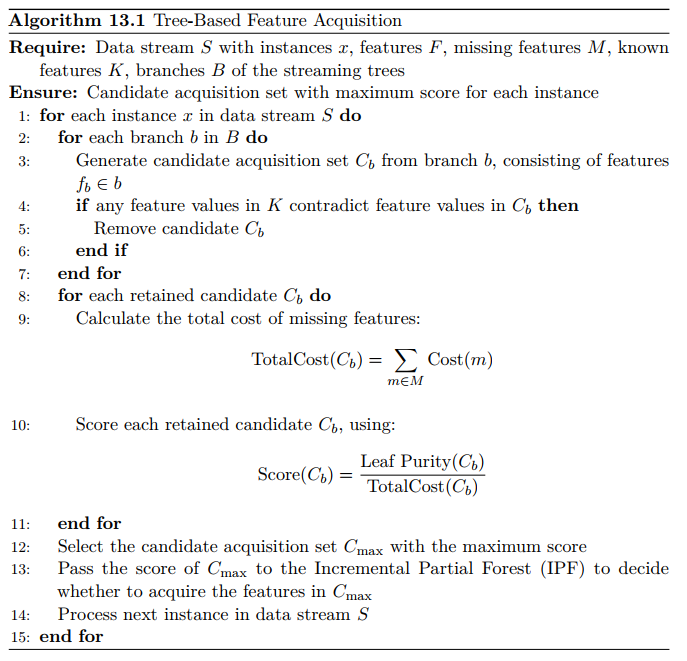 Algorithm 13.1 Tree-Based Feature Acquisition
Require: Data stream S with instances x, features F, missing features M, known
features K, branches B of the streaming trees
Ensure: Candidate acquisition set with maximum score for each instance
1: for each instance x in data stream S do
2: for each branch b in B do
3: Generate candidate acquisition set C_b from branch b, consisting of features
f_b ∈ b
4: if any feature values in K contradict feature values in C_b then
5: Remove candidate C_b
6: end if
7: end for
8: for each retained candidate C_b do
9: Calculate the total cost of missing features:
TotalCost(C_b) = ∑_{m∈M} Cost(m)
10: Score each retained candidate C_b, using:
Score(C_b) = Leaf Purity(C_b) / TotalCost(C_b)
11: end for
12: Select the candidate acquisition set C_max with the maximum score
13: Pass the score of C_max to the Incremental Partial Forest (IPF) to decide
whether to acquire the features in C_max
14: Process next instance in data stream S
15: end for